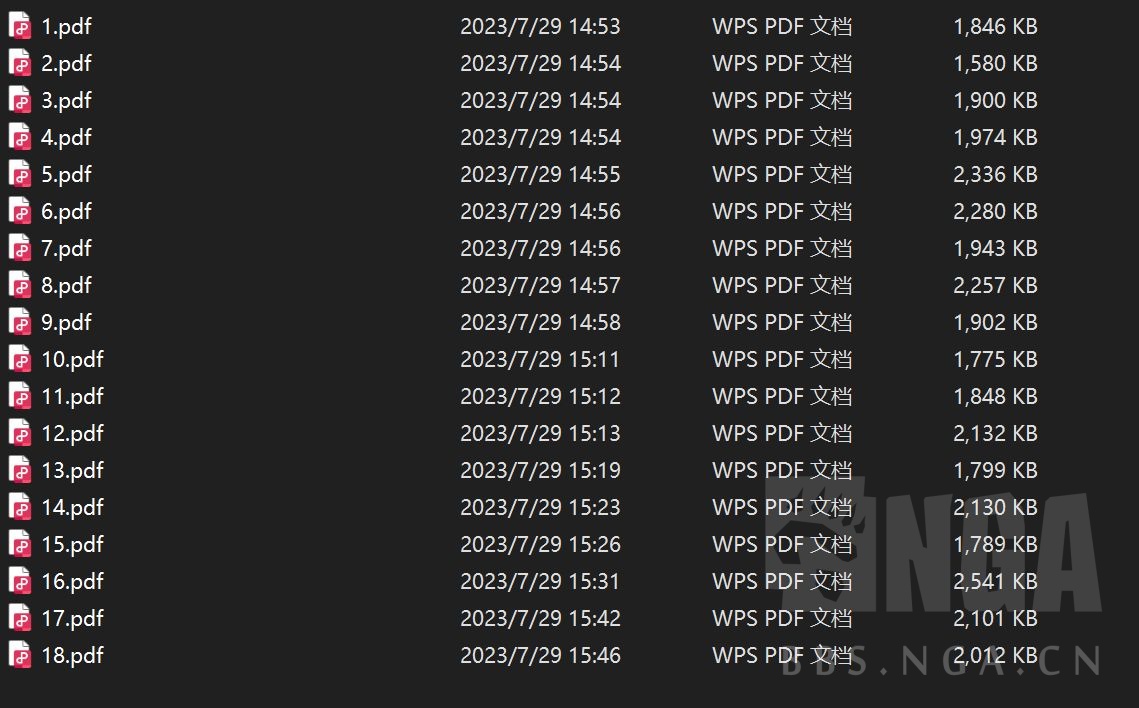 1.pdf 2023/7/29 14:53 WPS PDF 文档 1,846 KB
2.pdf 2023/7/29 14:54 WPS PDF 文档 1,580 KB
3.pdf 2023/7/29 14:54 WPS PDF 文档 1,900 KB
4.pdf 2023/7/29 14:54 WPS PDF 文档 1,974 KB
5.pdf 2023/7/29 14:55 WPS PDF 文档 2,336 KB
6.pdf 2023/7/29 14:56 WPS PDF 文档 2,280 KB
7.pdf 2023/7/29 14:56 WPS PDF 文档 1,943 KB
8.pdf 2023/7/29 14:57 WPS PDF 文档 2,257 KB
9.pdf 2023/7/29 14:58 WPS PDF 文档 1,902 KB
10.pdf 2023/7/29 15:11 WPS PDF 文档 1,775 KB
11.pdf 2023/7/29 15:12 WPS PDF 文档 1,848 KB
12.pdf 2023/7/29 15:13 WPS PDF 文档 2,132 KB
13.pdf 2023/7/29 15:19 WPS PDF 文档 1,799 KB
14.pdf 2023/7/29 15:23 WPS PDF 文档 2,130 KB
15.pdf 2023/7/29 15:26 WPS PDF 文档 1,789 KB
16.pdf 2023/7/29 15:31 WPS PDF 文档 2,541 KB
17.pdf 2023/7/29 15:42 WPS PDF 文档 2,101 KB
18.pdf 2023/7/29 15:46 WPS PDF 文档 2,012 KB
NGA
BBS.NGA.CN